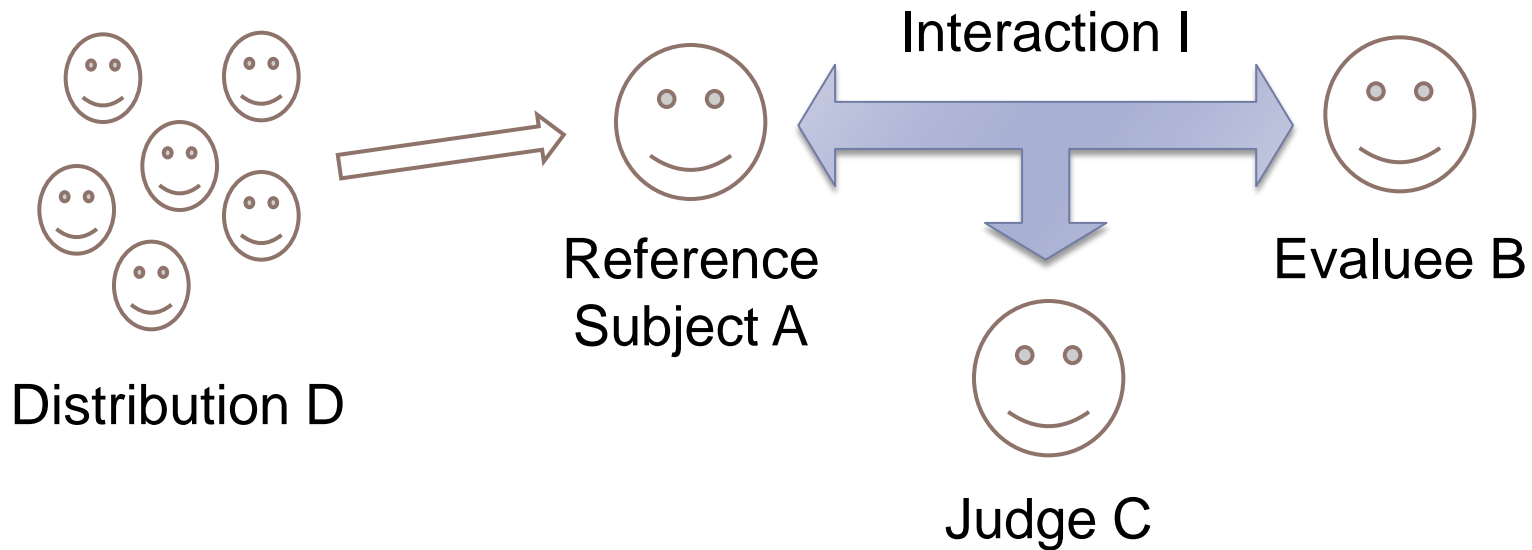 Interaction I
Reference
Subject A
Evaluee B
Distribution D
Judge C